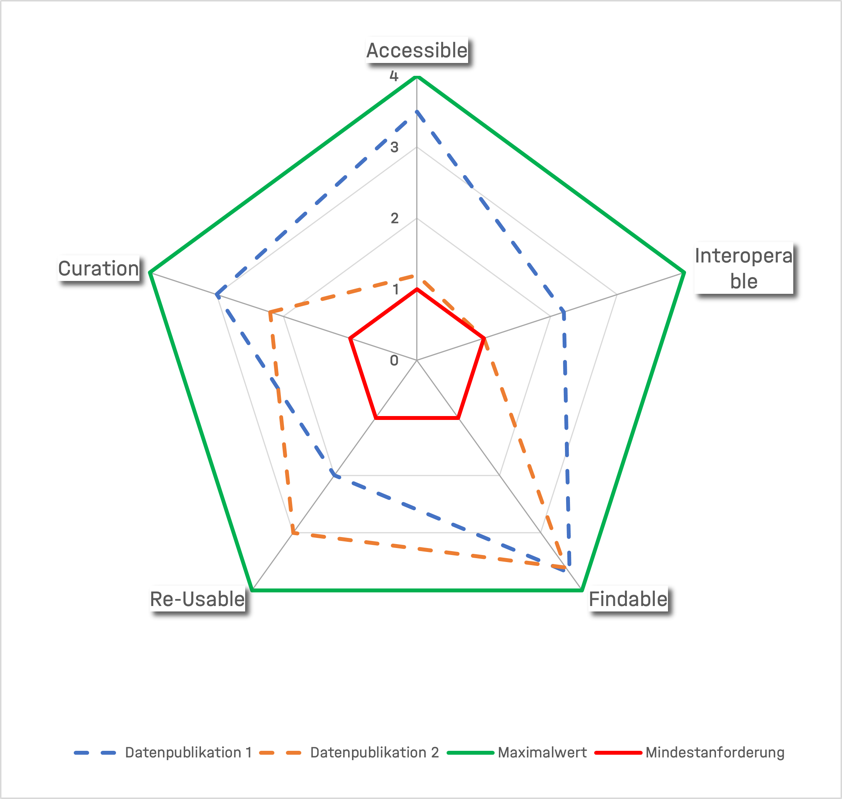 Accessible
4
3
2
1
0
Interopera
ble
Curation
Re-Usable
Findable
Datenpublikation 1 Datenpublikation 2 Maximalwert Mindestanforderung